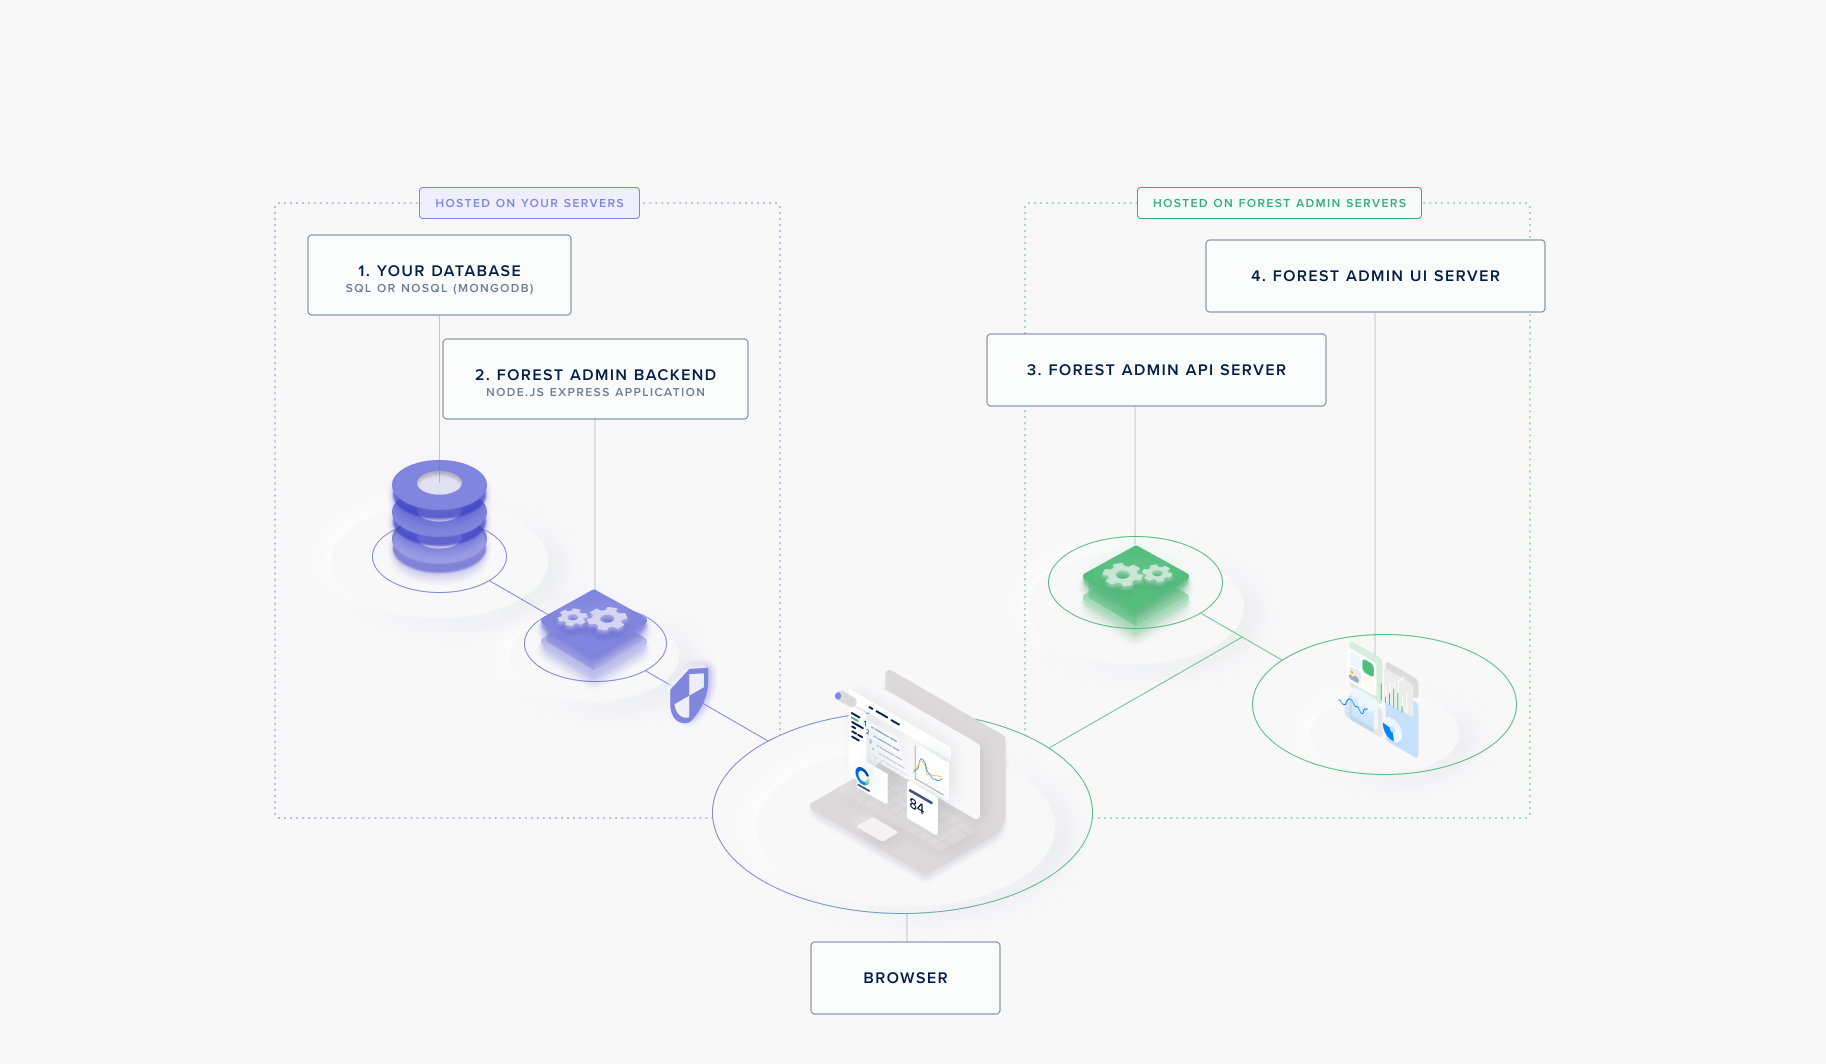 HOSTED ON YOUR SERVERS
1. YOUR DATABASE
SQL OR NOSQL (MONGODB)
2. FOREST ADMIN BACKEND
NODE.JS EXPRESS APPLICATION
HOSTED ON FOREST ADMIN SERVERS
4. FOREST ADMIN UI SERVER
3. FOREST ADMIN API SERVER
84
BROWSER